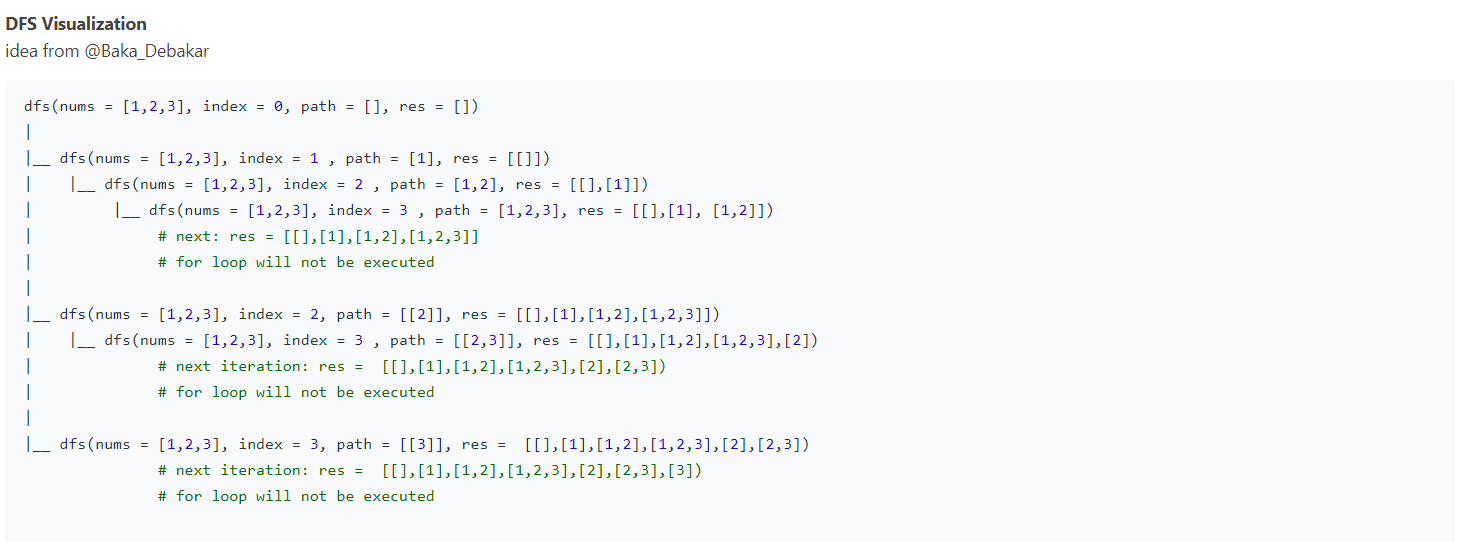 DFS Visualization
idea from @Baka_Debakar
dfs(nums = [1,2,3], index = 0, path = [], res = [])
|
|__ dfs(nums = [1,2,3], index = 1 , path = [1], res = [[]])
|    |__ dfs(nums = [1,2,3], index = 2 , path = [1,2], res = [[],[1]])
|         |__ dfs(nums = [1,2,3], index = 3 , path = [1,2,3], res = [[],[1], [1,2]])
|              # next: res = [[],[1],[1,2],[1,2,3]]
|              # for loop will not be executed
|
|__ dfs(nums = [1,2,3], index = 2, path = [[2]], res = [[],[1],[1,2],[1,2,3]])
|    |__ dfs(nums = [1,2,3], index = 3 , path = [[2,3]], res = [[],[1],[1,2],[1,2,3],[2])
|              # next iteration: res =  [[],[1],[1,2],[1,2,3],[2],[2,3])
|              # for loop will not be executed
|
|__ dfs(nums = [1,2,3], index = 3, path = [[3]], res =  [[],[1],[1,2],[1,2,3],[2],[2,3])
               # next iteration: res =  [[],[1],[1,2],[1,2,3],[2],[2,3],[3])
               # for loop will not be executed